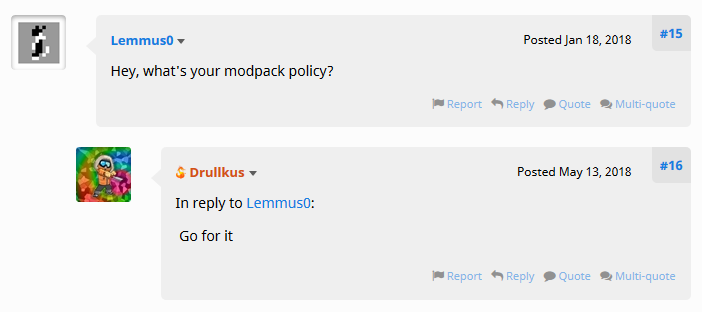 Lemmus0
Posted Jan 18, 2018
#15
Hey, what's your modpack policy?
Report Reply Quote Multi-quote
Drullkus
Posted May 13, 2018
#16
In reply to Lemmus0:
Go for it
Report Reply Quote Multi-quote